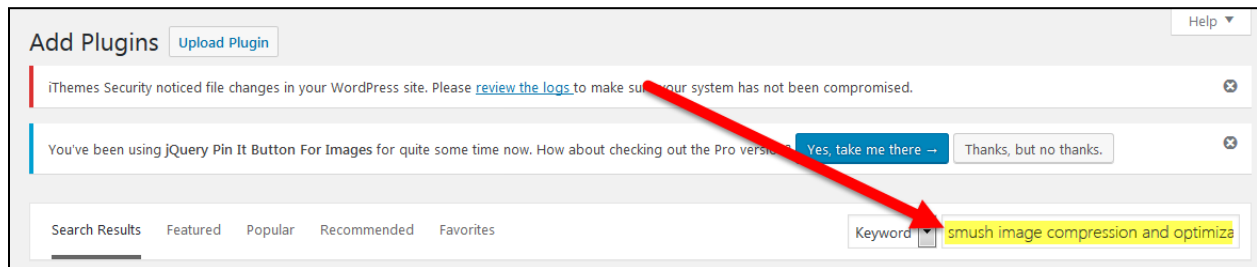 Help ▼
Add Plugins Upload Plugin
iThemes Security noticed file changes in your WordPress site. Please review the logs to make sure your system has not been compromised.
You've been using jQuery Pin It Button For Images for quite some time now. How about checking out the Pro version? Yes, take me there → Thanks, but no thanks.
Search Results Featured Popular Recommended Favorites Keyword smush image compression and optimiza